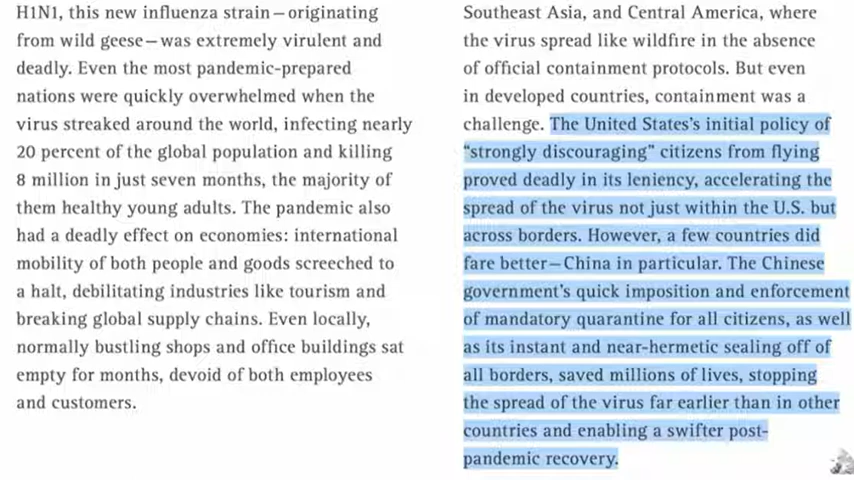 H1N1, this new influenza strain—originating
from wild geese—was extremely virulent and
deadly. Even the most pandemic-prepared
nations were quickly overwhelmed when the
virus streaked around the world, infecting nearly
20 percent of the global population and killing
8 million in just seven months, the majority of
them healthy young adults. The pandemic also
had a deadly effect on economies: international
mobility of both people and goods screeched to
a halt, debilitating industries like tourism and
breaking global supply chains. Even locally,
normally bustling shops and office buildings sat
empty for months, devoid of both employees
and customers.
Southeast Asia, and Central America, where
the virus spread like wildfire in the absence
of official containment protocols. But even
in developed countries, containment was a
challenge. The United States's initial policy of
“strongly discouraging” citizens from flying
proved deadly in its leniency, accelerating the
spread of the virus not just within the U.S. but
across borders. However, a few countries did
fare better—China in particular. The Chinese
government's quick imposition and enforcement
of mandatory quarantine for all citizens, as well
as its instant and near-hermetic sealing off of
all borders, saved millions of lives, stopping
the spread of the virus far earlier than in other
countries and enabling a swifter post-
pandemic recovery.